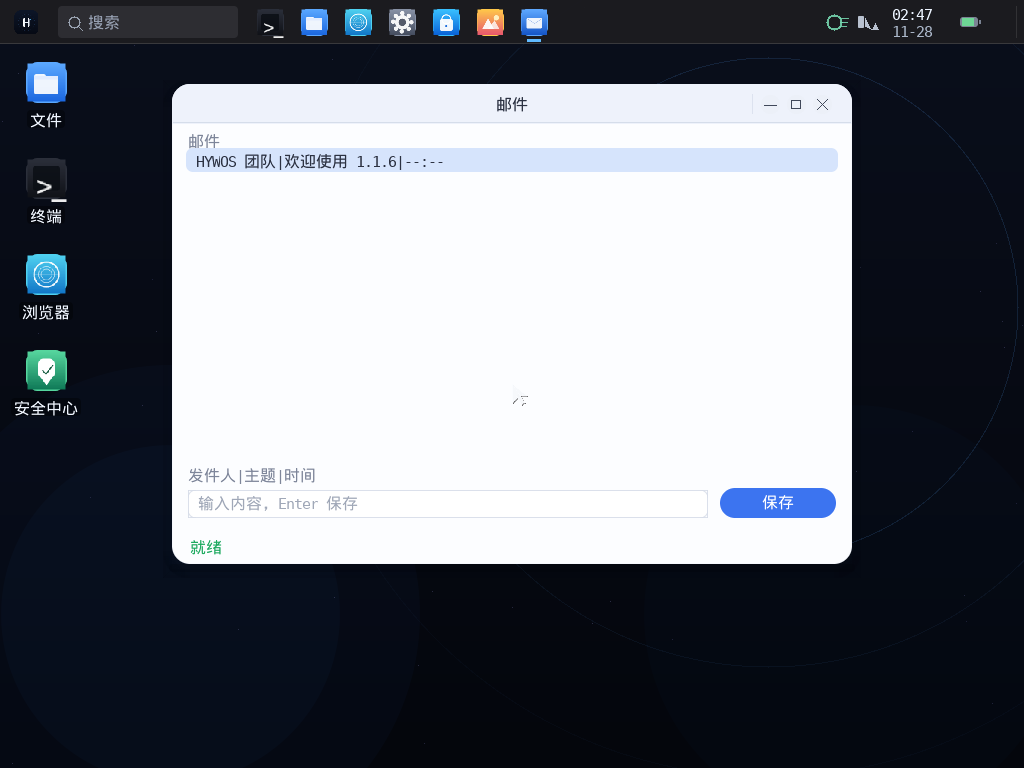 H
搜索
02:47
11-28
文件
终端
浏览器
安全中心
邮件
邮件
HYWOS 团队|欢迎使用 1.1.6|--:--
发件人|主题|时间
输入内容, Enter 保存
保存
就绪